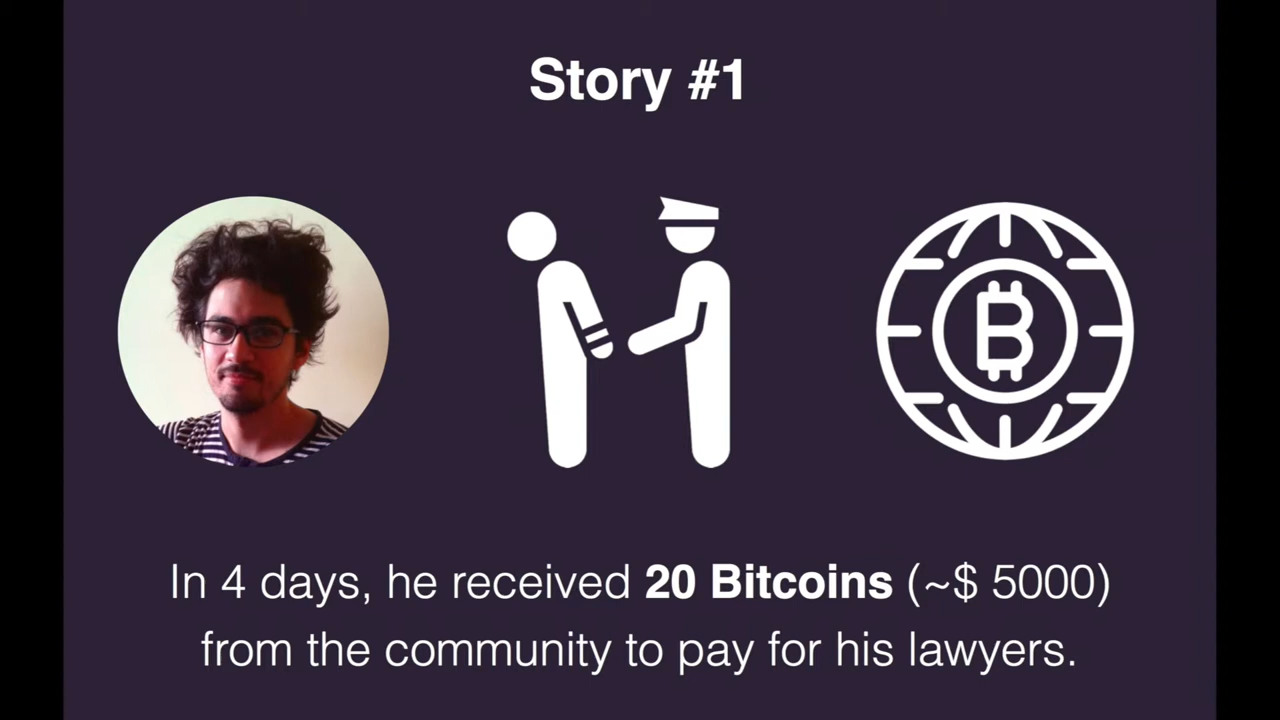 Story #1
In 4 days, he received 20 Bitcoins (~$ 5000)
from the community to pay for his lawyers.